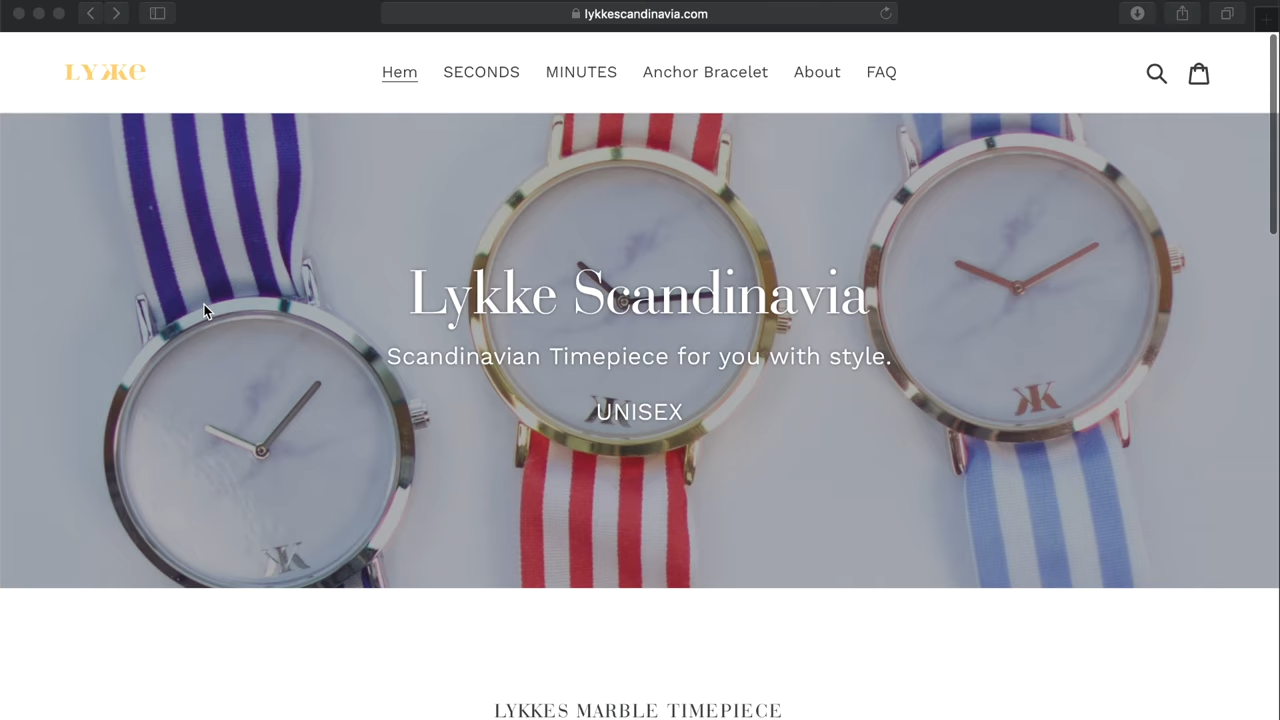 lykkescandinavia.com
LYKKe
Hem SECONDS MINUTES Anchor Bracelet About FAQ
Lykke Scandinavia
Scandinavian Timepiece for you with style.
UNISEX
LYKKES MARBLE TIMEPIECE